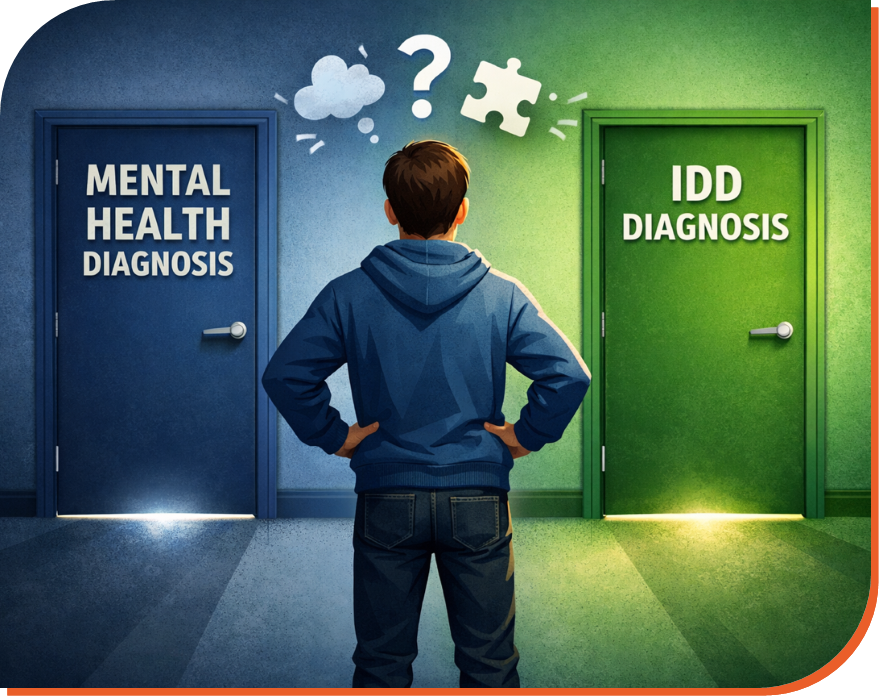 ?
MENTAL
HEALTH
DIAGNOSIS
IDD
DIAGNOSIS